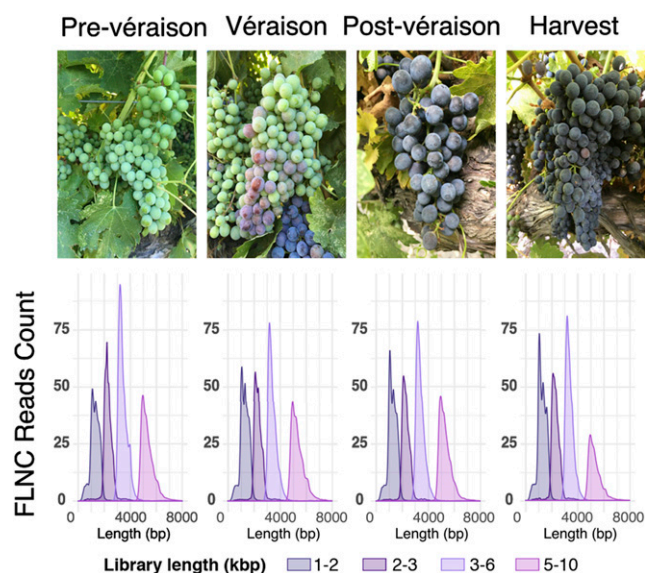 Pre-véraison Véraison Post-véraison Harvest
FLNC Reads Count
75 75 75 75
50 50 50 50
25 25 25 25
0 0 0 0
0 4000 8000 0 4000 8000 0 4000 8000 0 4000 8000
Length (bp) Length (bp) Length (bp) Length (bp)
Library length (kbp) 1-2 2-3 3-6 5-10